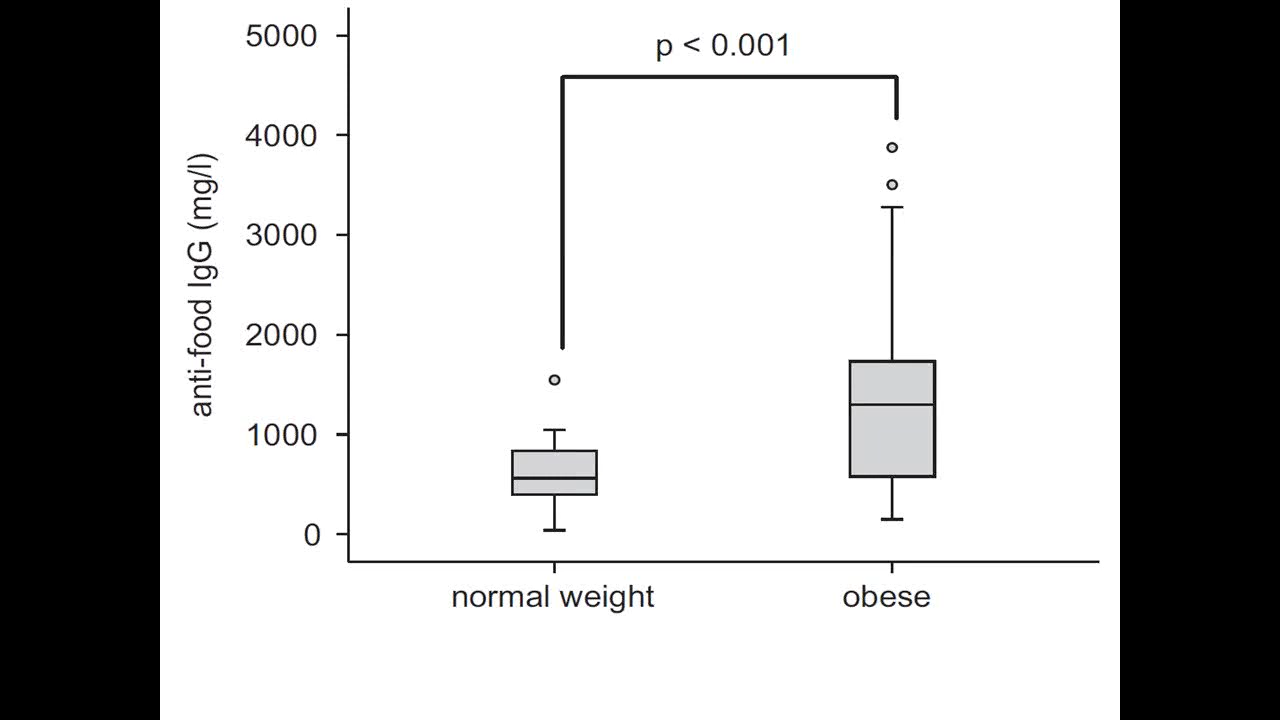 5000
p < 0.001
4000
3000
2000
1000
0
anti-food IgG (mg/l)
normal weight
obese